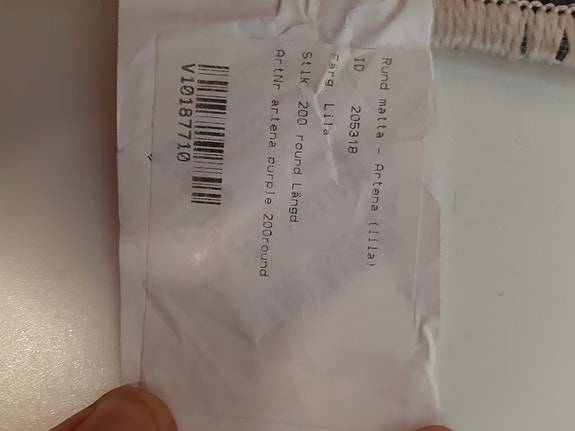 Rund matta - Artena (lila)
ID 205318
Färg. Lila
Stlk. 200 round Längd.
ArtNr artena purple 200round
V10187710